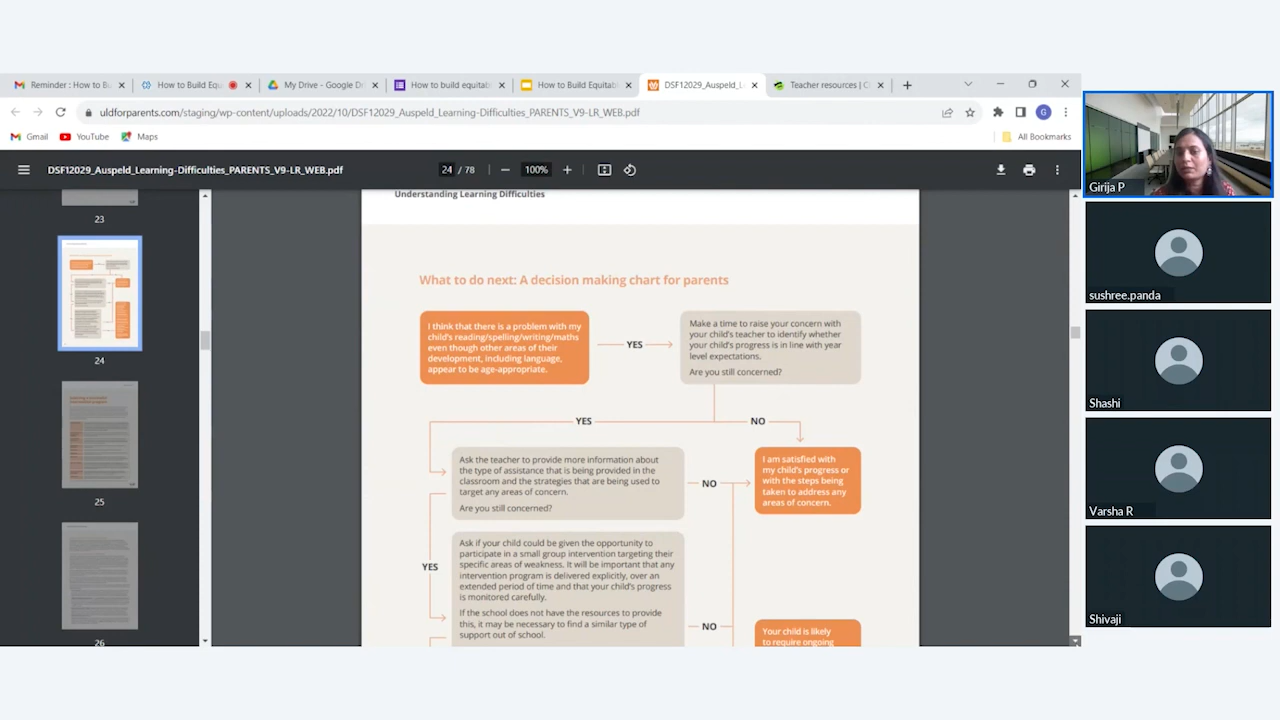 Reminder : How to Bu
How to Build Equ
My Drive - Google Dr
How to build equitab
How to Build Equitab
DSF12029_Auspeld_L
Teacher resources | C
uldforparents.com/staging/wp-content/uploads/2022/10/DSF12029_Auspeld_Learning-Difficulties_PARENTS_V9-LR_WEB.pdf
G
Gmail
YouTube
Maps
All Bookmarks
DSF12029_Auspeld_Learning-Difficulties_PARENTS_V9-LR_WEB.pdf
24 / 78
100%
23
24
25
26
Understanding Learning Difficulties
What to do next: A decision making chart for parents
I think that there is a problem with my
child's reading/spelling/writing/maths
even though other areas of their
development, including language,
appear to be age-appropriate.
YES
Make a time to raise your concern with
your child's teacher to identify whether
your child's progress is in line with year
level expectations.
Are you still concerned?
YES
NO
Ask the teacher to provide more information about
the type of assistance that is being provided in the
classroom and the strategies that are being used to
target any areas of concern.
Are you still concerned?
NO
I am satisfied with
my child's progress or
with the steps being
taken to address any
areas of concern.
YES
Ask if your child could be given the opportunity to
participate in a small group intervention targeting their
specific areas of weakness. It will be important that any
intervention program is delivered explicitly, over an
extended period of time and that your child's progress
is monitored carefully.
If the school does not have the resources to provide
this, it may be necessary to find a similar type of
support out of school.
NO
Your child is likely
to require ongoing
Girija P
sushree.panda
Shashi
Varsha R
Shivaji